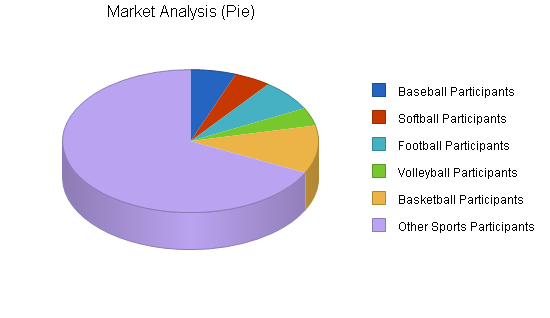 Market Analysis (Pie)
Baseball Participants
Softball Participants
Football Participants
Volleyball Participants
Basketball Participants
Other Sports Participants